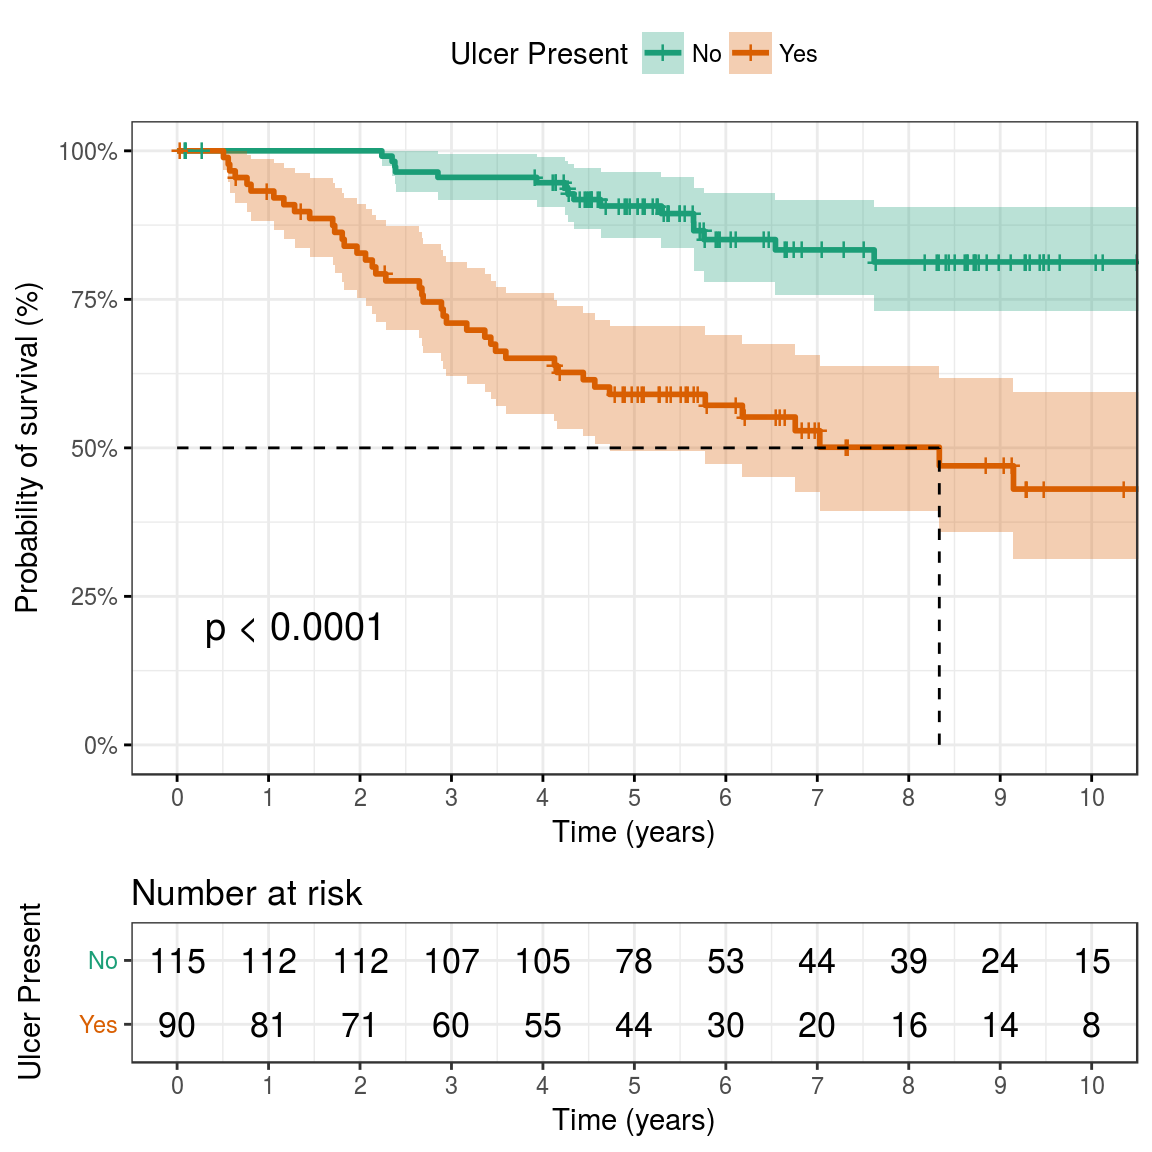 Ulcer Present No Yes
Probability of survival (%)
100%
75%
50%
25%
0%
p < 0.0001
0 1 2 3 4 5 6 7 8 9 10
Time (years)
Number at risk
Ulcer Present
No 115 112 112 107 105 78 53 44 39 24 15
Yes 90 81 71 60 55 44 30 20 16 14 8
0 1 2 3 4 5 6 7 8 9 10
Time (years)